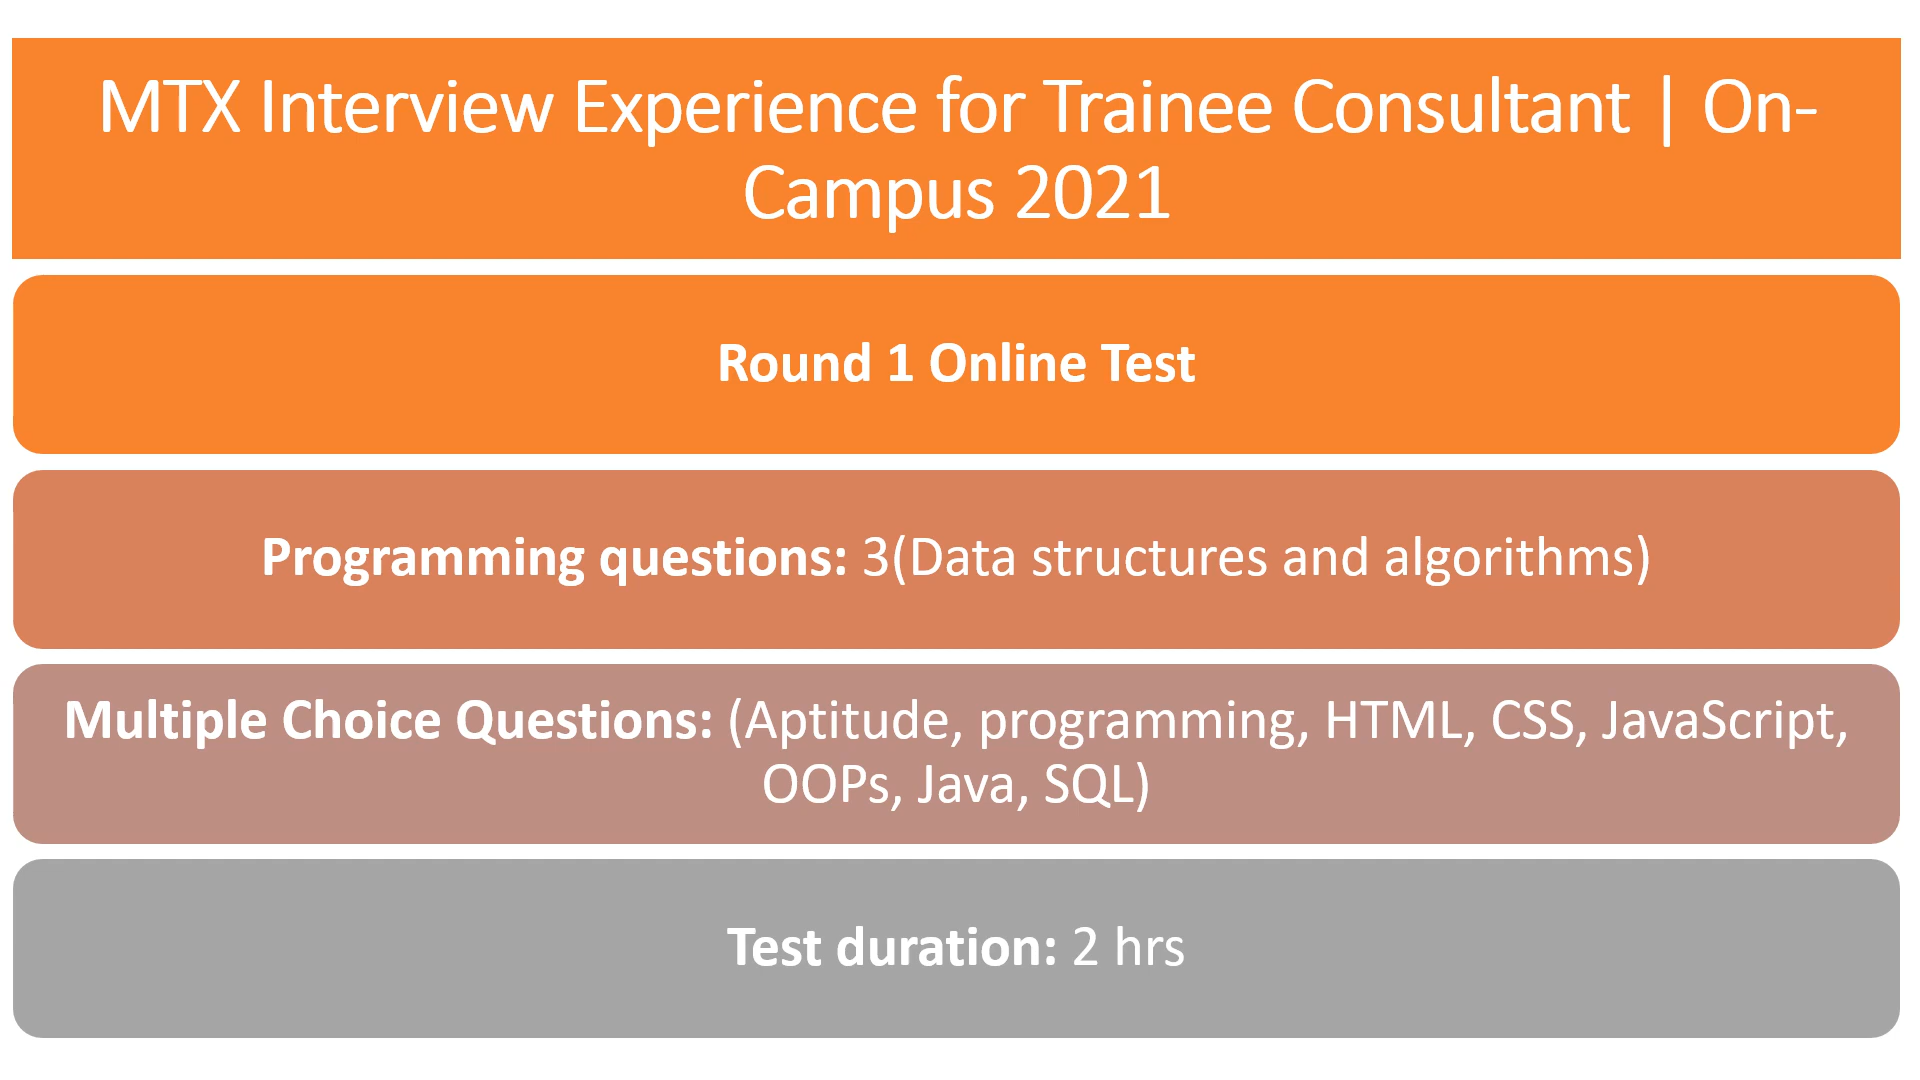 MTX Interview Experience for Trainee Consultant | On-
Campus 2021
Round 1 Online Test
Programming questions: 3(Data structures and algorithms)
Multiple Choice Questions: (Aptitude, programming, HTML, CSS, JavaScript,
OOPs, Java, SQL)
Test duration: 2 hrs